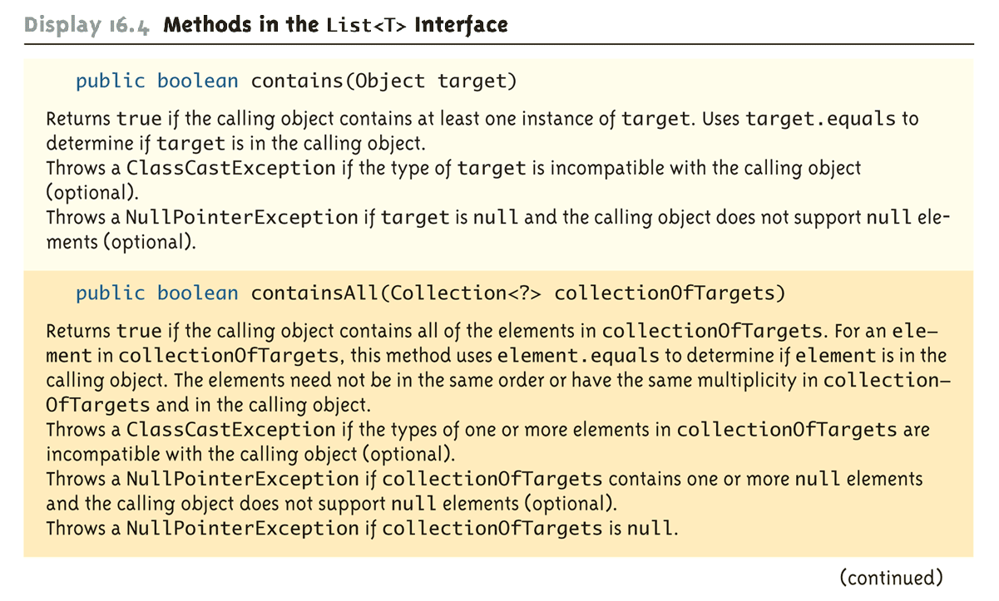 Display 16.4 Methods in the List<T> Interface
public boolean contains(Object target)
Returns true if the calling object contains at least one instance of target. Uses target.equals to
determine if target is in the calling object.
Throws a ClassCastException if the type of target is incompatible with the calling object
(optional).
Throws a NullPointerException if target is null and the calling object does not support null ele-
ments (optional).
public boolean containsAll(Collection<?> collectionOfTargets)
Returns true if the calling object contains all of the elements in collectionOfTargets. For an ele–
ment in collectionOfTargets, this method uses element.equals to determine if element is in the
calling object. The elements need not be in the same order or have the same multiplicity in collection–
OfTargets and in the calling object.
Throws a ClassCastException if the types of one or more elements in collectionOfTargets are
incompatible with the calling object (optional).
Throws a NullPointerException if collectionOfTargets contains one or more null elements
and the calling object does not support null elements (optional).
Throws a NullPointerException if collectionOfTargets is null.
(continued)